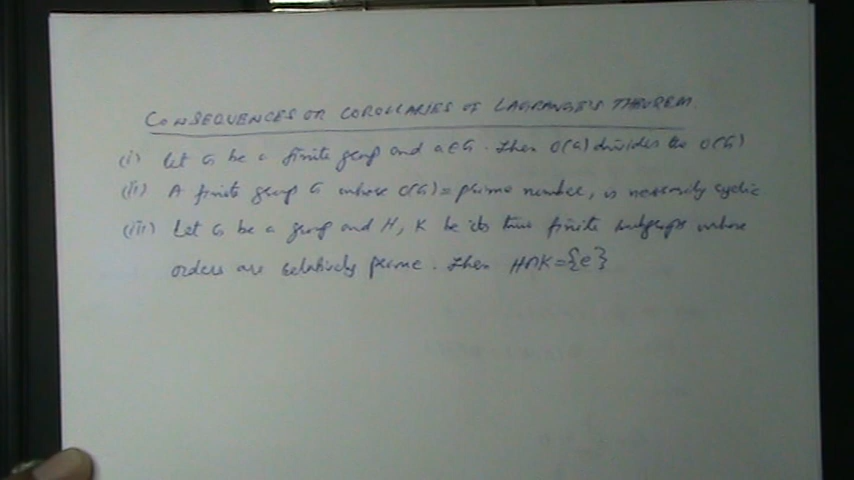 CONSEQUENCES OR COROLLARIES OF LAGRANGE'S THEOREM.
(i) Let G be a finite group and a∈G. Then O(a) divides the O(G)
(ii) A finite group G whose O(G) = prime number, is necessarily cyclic
(iii) Let G be a group and H, K be its two finite subgroups whose
orders are relatively prime. Then H∩K={e}